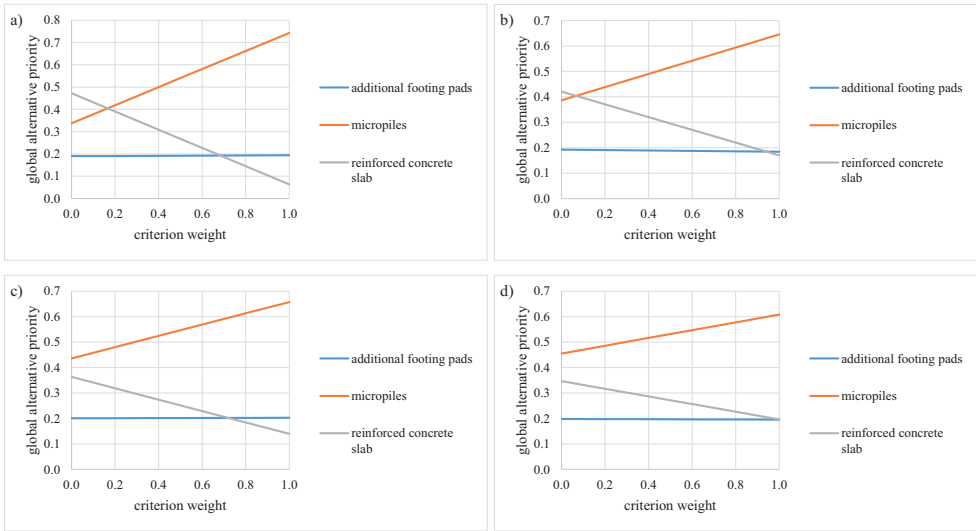 a)
global alternative priority
0.8
0.7
0.6
0.5
0.4
0.3
0.2
0.1
0.0
0.0 0.2 0.4 0.6 0.8 1.0
criterion weight
additional footing pads
micropiles
reinforced concrete
slab
b)
global alternative priority
0.7
0.6
0.5
0.4
0.3
0.2
0.1
0.0
0.0 0.2 0.4 0.6 0.8 1.0
criterion weight
additional footing pads
micropiles
reinforced concrete
slab
c)
global alternative priority
0.7
0.6
0.5
0.4
0.3
0.2
0.1
0.0
0.0 0.2 0.4 0.6 0.8 1.0
criterion weight
additional footing pads
micropiles
reinforced concrete
slab
d)
global alternative priority
0.7
0.6
0.5
0.4
0.3
0.2
0.1
0.0
0.0 0.2 0.4 0.6 0.8 1.0
criterion weight
additional footing pads
micropiles
reinforced concrete
slab